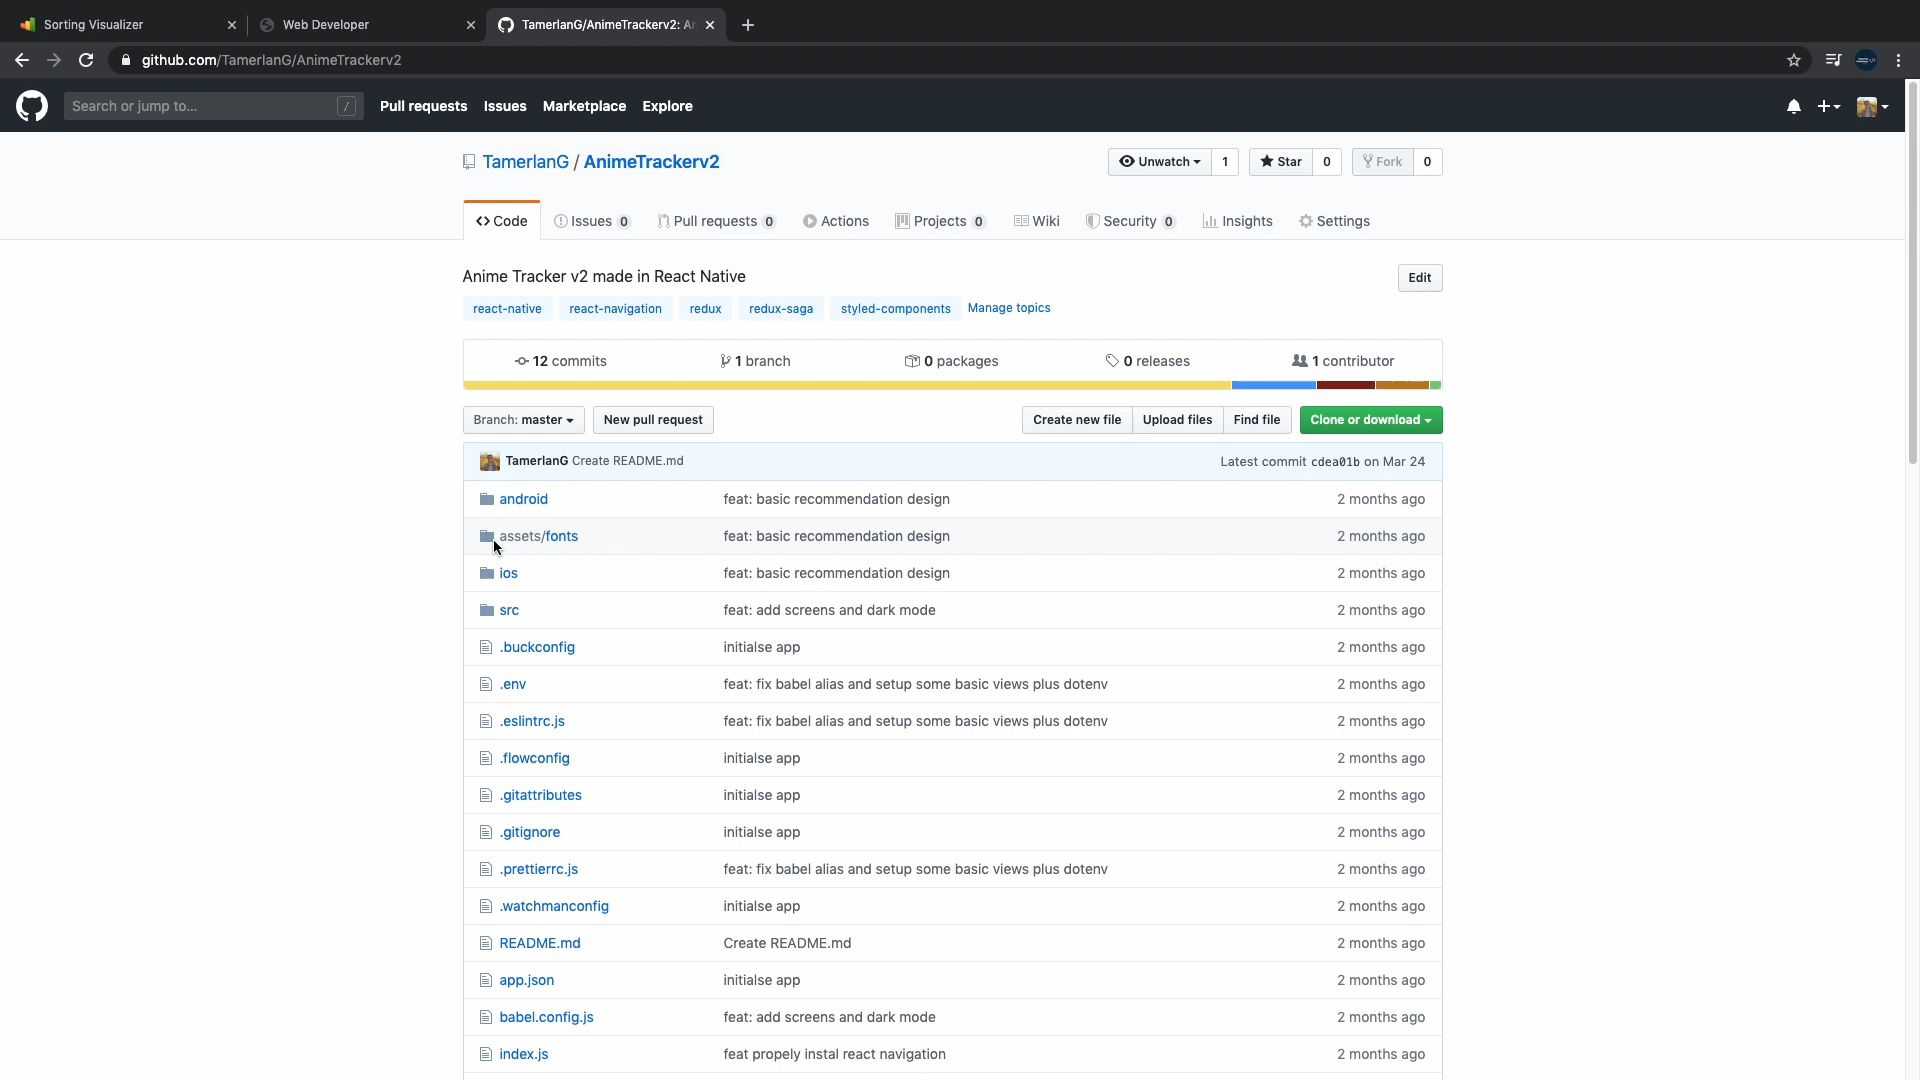 Sorting Visualizer
Web Developer
TamerlanG/AnimeTrackerv2: An
github.com/TamerlanG/AnimeTrackerv2
Search or jump to... /
Pull requests Issues Marketplace Explore
TamerlanG / AnimeTrackerv2
Unwatch 1 Star 0 Fork 0
Code Issues 0 Pull requests 0 Actions Projects 0 Wiki Security 0 Insights Settings
Anime Tracker v2 made in React Native
Edit
react-native react-navigation redux redux-saga styled-components Manage topics
12 commits 1 branch 0 packages 0 releases 1 contributor
Branch: master New pull request Create new file Upload files Find file Clone or download
TamerlanG Create README.md Latest commit cdea01b on Mar 24
android feat: basic recommendation design 2 months ago
assets/fonts feat: basic recommendation design 2 months ago
ios feat: basic recommendation design 2 months ago
src feat: add screens and dark mode 2 months ago
.buckconfig initialse app 2 months ago
.env feat: fix babel alias and setup some basic views plus dotenv 2 months ago
.eslintrc.js feat: fix babel alias and setup some basic views plus dotenv 2 months ago
.flowconfig initialse app 2 months ago
.gitattributes initialse app 2 months ago
.gitignore initialse app 2 months ago
.prettierrc.js feat: fix babel alias and setup some basic views plus dotenv 2 months ago
.watchmanconfig initialse app 2 months ago
README.md Create README.md 2 months ago
app.json initialse app 2 months ago
babel.config.js feat: add screens and dark mode 2 months ago
index.js feat propely instal react navigation 2 months ago